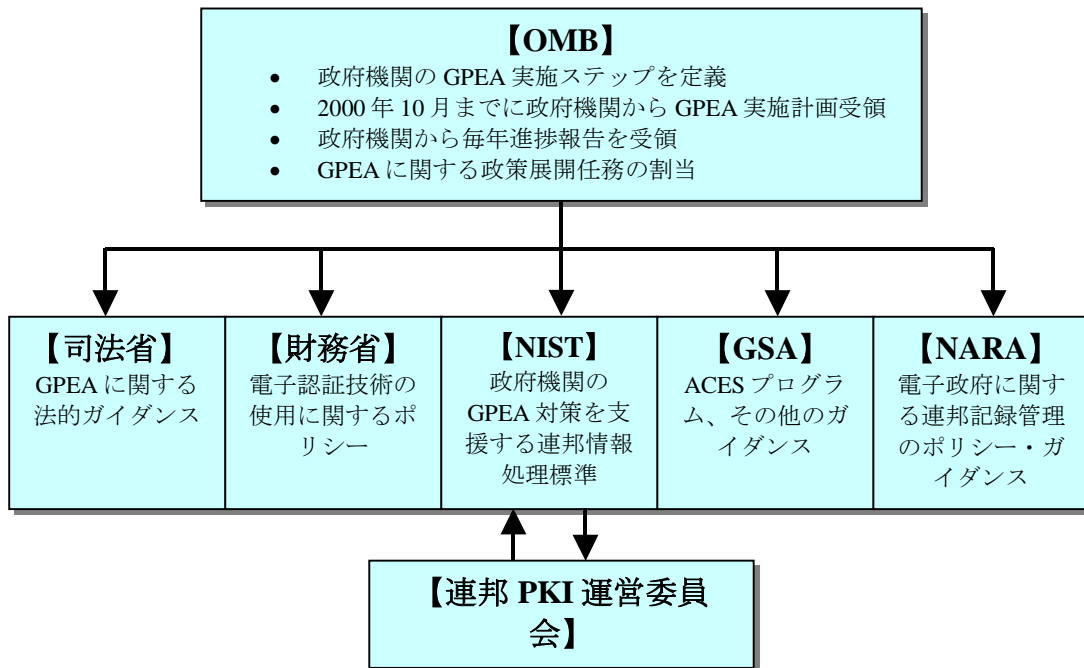 【OMB】
• 政府機関の GPEA 実施ステップを定義
• 2000 年 10 月までに政府機関から GPEA 実施計画受領
• 政府機関から毎年進捗報告を受領
• GPEA に関する政策展開任務の割当
【司法省】
GPEA に関する
法的ガイダンス
【財務省】
電子認証技術の
使用に関するポ
リシー
【NIST】
政府機関の
GPEA 対策を支
援する連邦情報
処理標準
【GSA】
ACES プログラ
ム、その他のガ
イダンス
【NARA】
電子政府に関す
る連邦記録管理
のポリシー・ガ
イダンス
【連邦 PKI 運営委員
会】